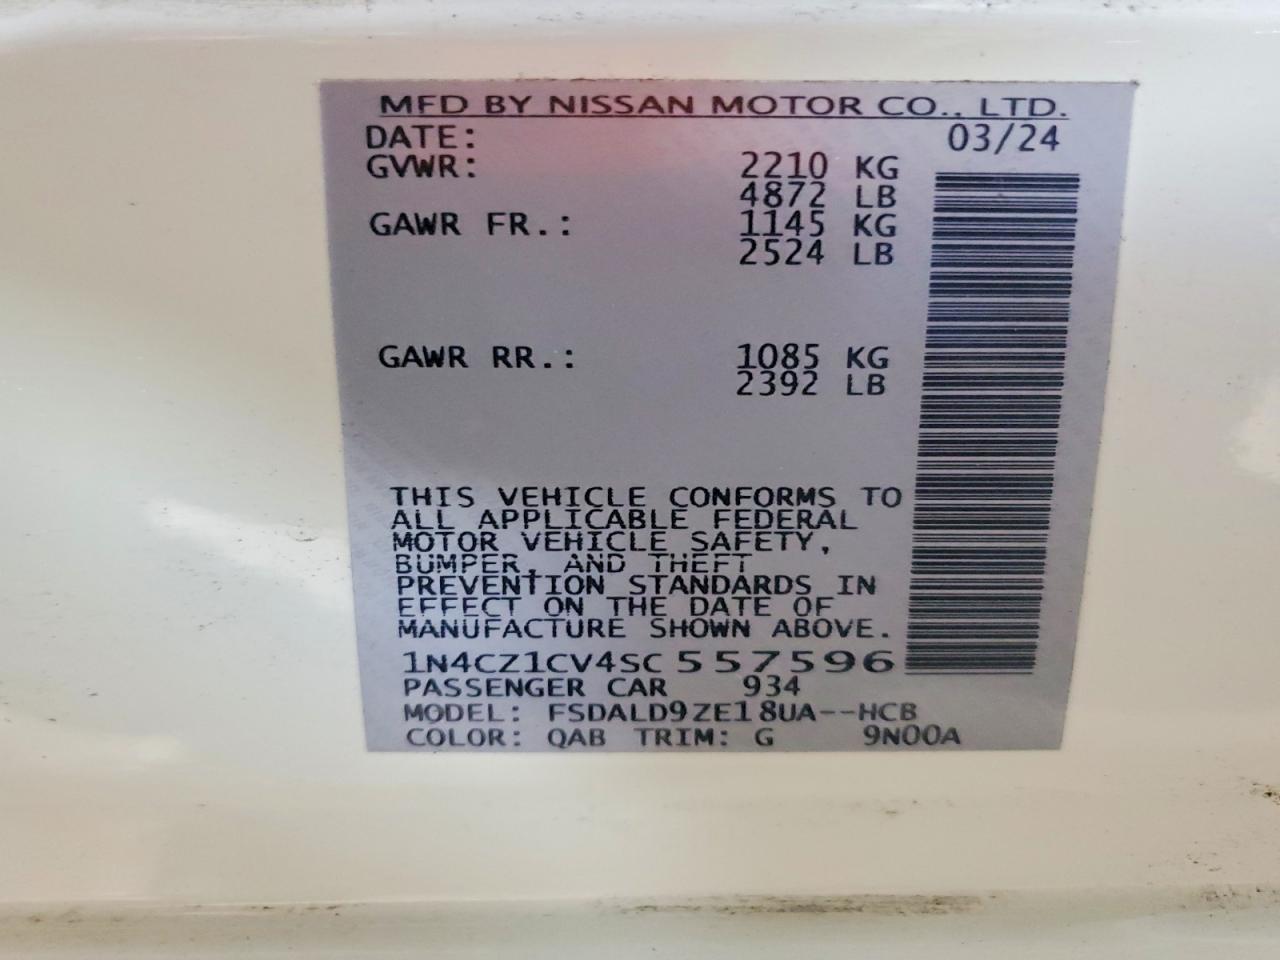 MFD BY NISSAN MOTOR CO., LTD.
DATE: 03/24
GVWR: 2210 KG
4872 LB
GAWR FR.: 1145 KG
2524 LB
GAWR RR.: 1085 KG
2392 LB
THIS VEHICLE CONFORMS TO
ALL APPLICABLE FEDERAL
MOTOR VEHICLE SAFETY,
BUMPER, AND THEFT
PREVENTION STANDARDS IN
EFFECT ON THE DATE OF
MANUFACTURE SHOWN ABOVE.
1N4CZ1CV4SC557596
PASSENGER CAR 934
MODEL: FSDALD9ZE18UA--HCB
COLOR: QAB TRIM: G 9N00A